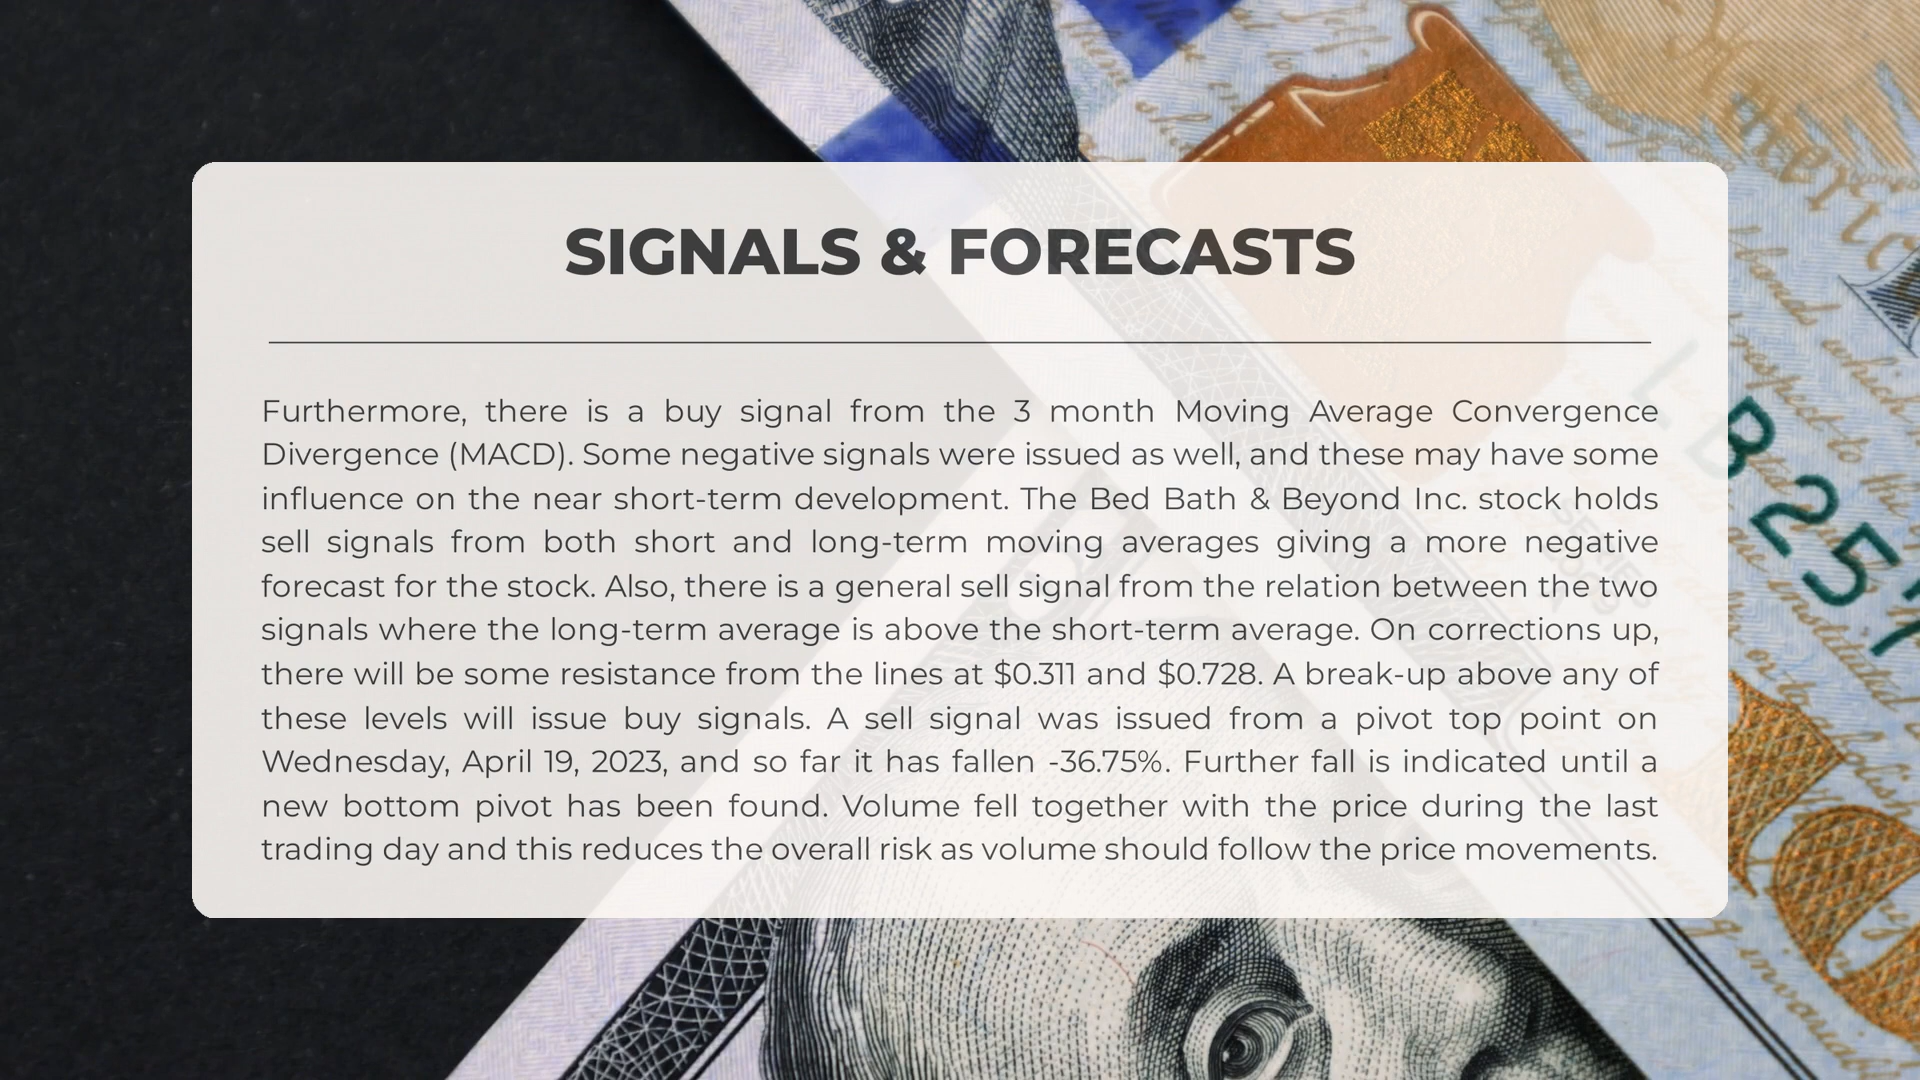 SIGNALS & FORECASTS
Furthermore, there is a buy signal from the 3 month Moving Average Convergence
Divergence (MACD). Some negative signals were issued as well, and these may have some
influence on the near short-term development. The Bed Bath & Beyond Inc. stock holds
sell signals from both short and long-term moving averages giving a more negative
forecast for the stock. Also, there is a general sell signal from the relation between the two
signals where the long-term average is above the short-term average. On corrections up,
there will be some resistance from the lines at $0.311 and $0.728. A break-up above any of
these levels will issue buy signals. A sell signal was issued from a pivot top point on
Wednesday, April 19, 2023, and so far it has fallen -36.75%. Further fall is indicated until a
new bottom pivot has been found. Volume fell together with the price during the last
trading day and this reduces the overall risk as volume should follow the price movements.